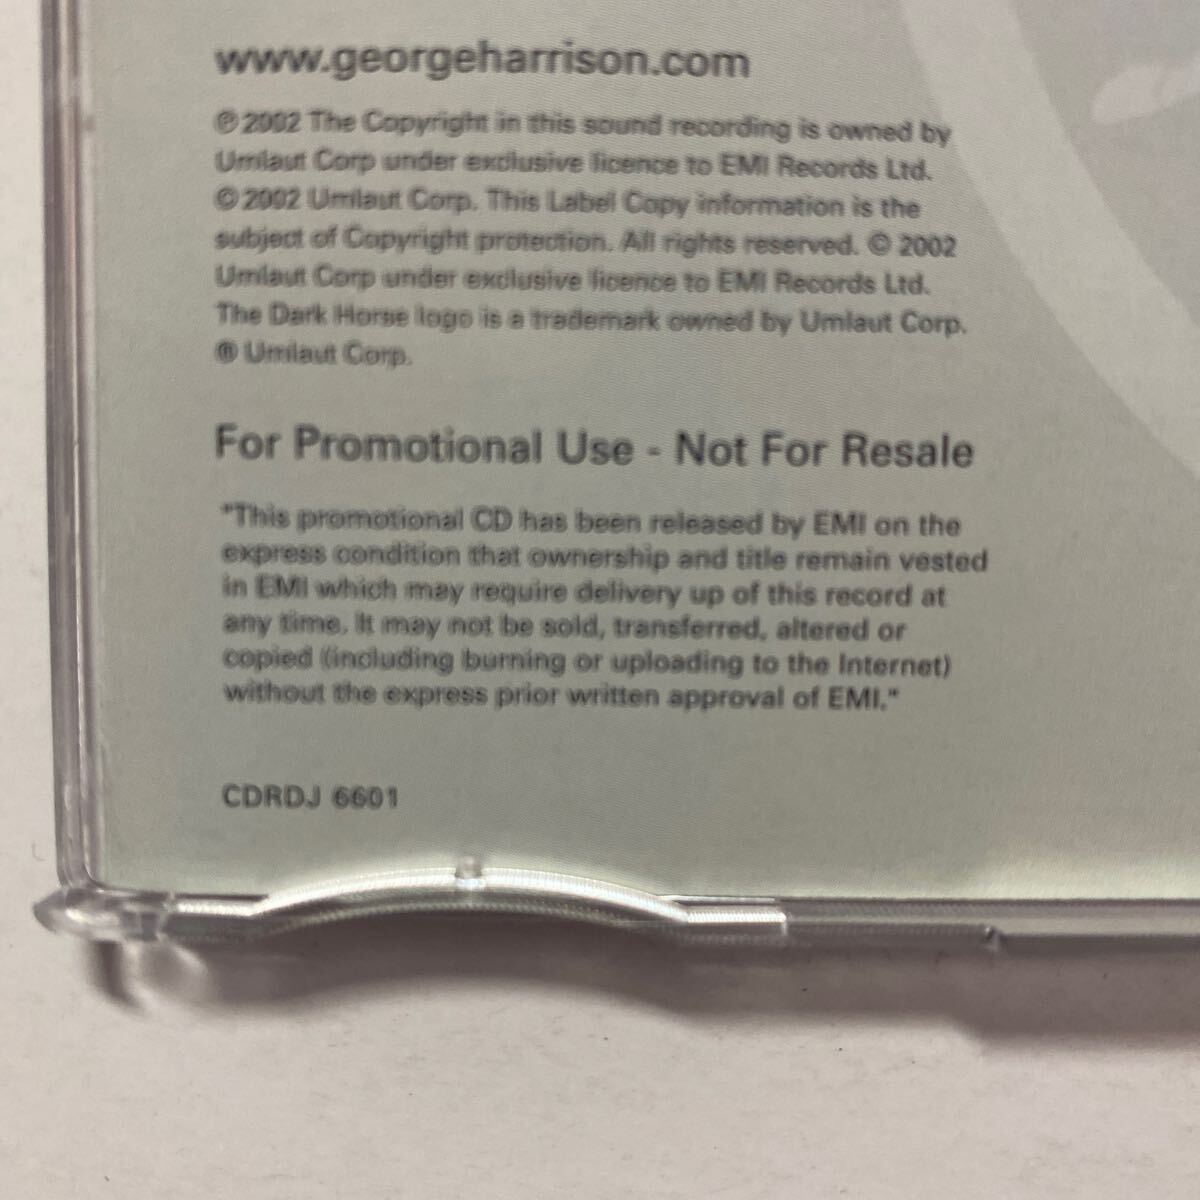 www.georgeharrison.com
℗ 2002 The Copyright in this sound recording is owned by
Umlaut Corp under exclusive licence to EMI Records Ltd.
© 2002 Umlaut Corp. This Label Copy information is the
subject of Copyright protection. All rights reserved. © 2002
Umlaut Corp under exclusive licence to EMI Records Ltd.
The Dark Horse logo is a trademark owned by Umlaut Corp.
® Umlaut Corp.
For Promotional Use - Not For Resale
"This promotional CD has been released by EMI on the
express condition that ownership and title remain vested
in EMI which may require delivery up of this record at
any time. It may not be sold, transferred, altered or
copied (including burning or uploading to the Internet)
without the express prior written approval of EMI."
CDRDJ 6601